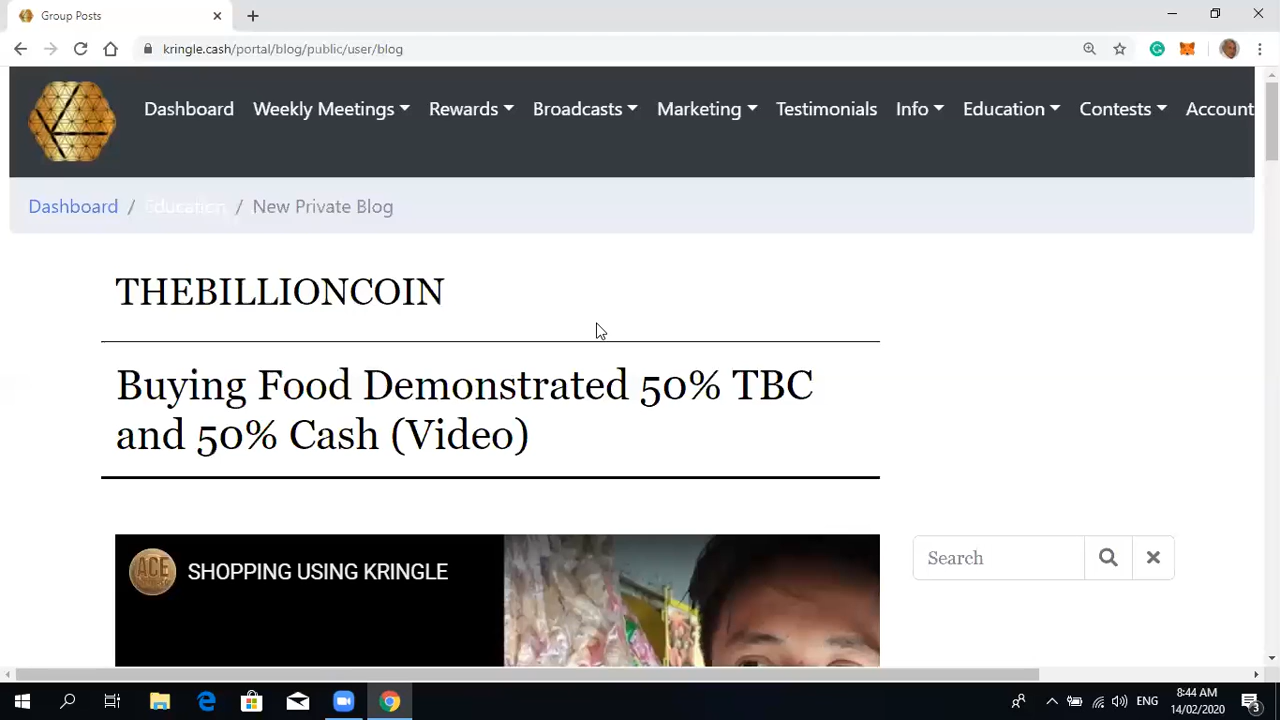 Group Posts
kringle.cash/portal/blog/public/user/blog
Dashboard Weekly Meetings Rewards Broadcasts Marketing Testimonials Info Education Contests Account
Dashboard / Education / New Private Blog
THEBILLIONCOIN
Buying Food Demonstrated 50% TBC
and 50% Cash (Video)
ACE
SHOPPING USING KRINGLE
Search
ENG
8:44 AM
14/02/2020
3